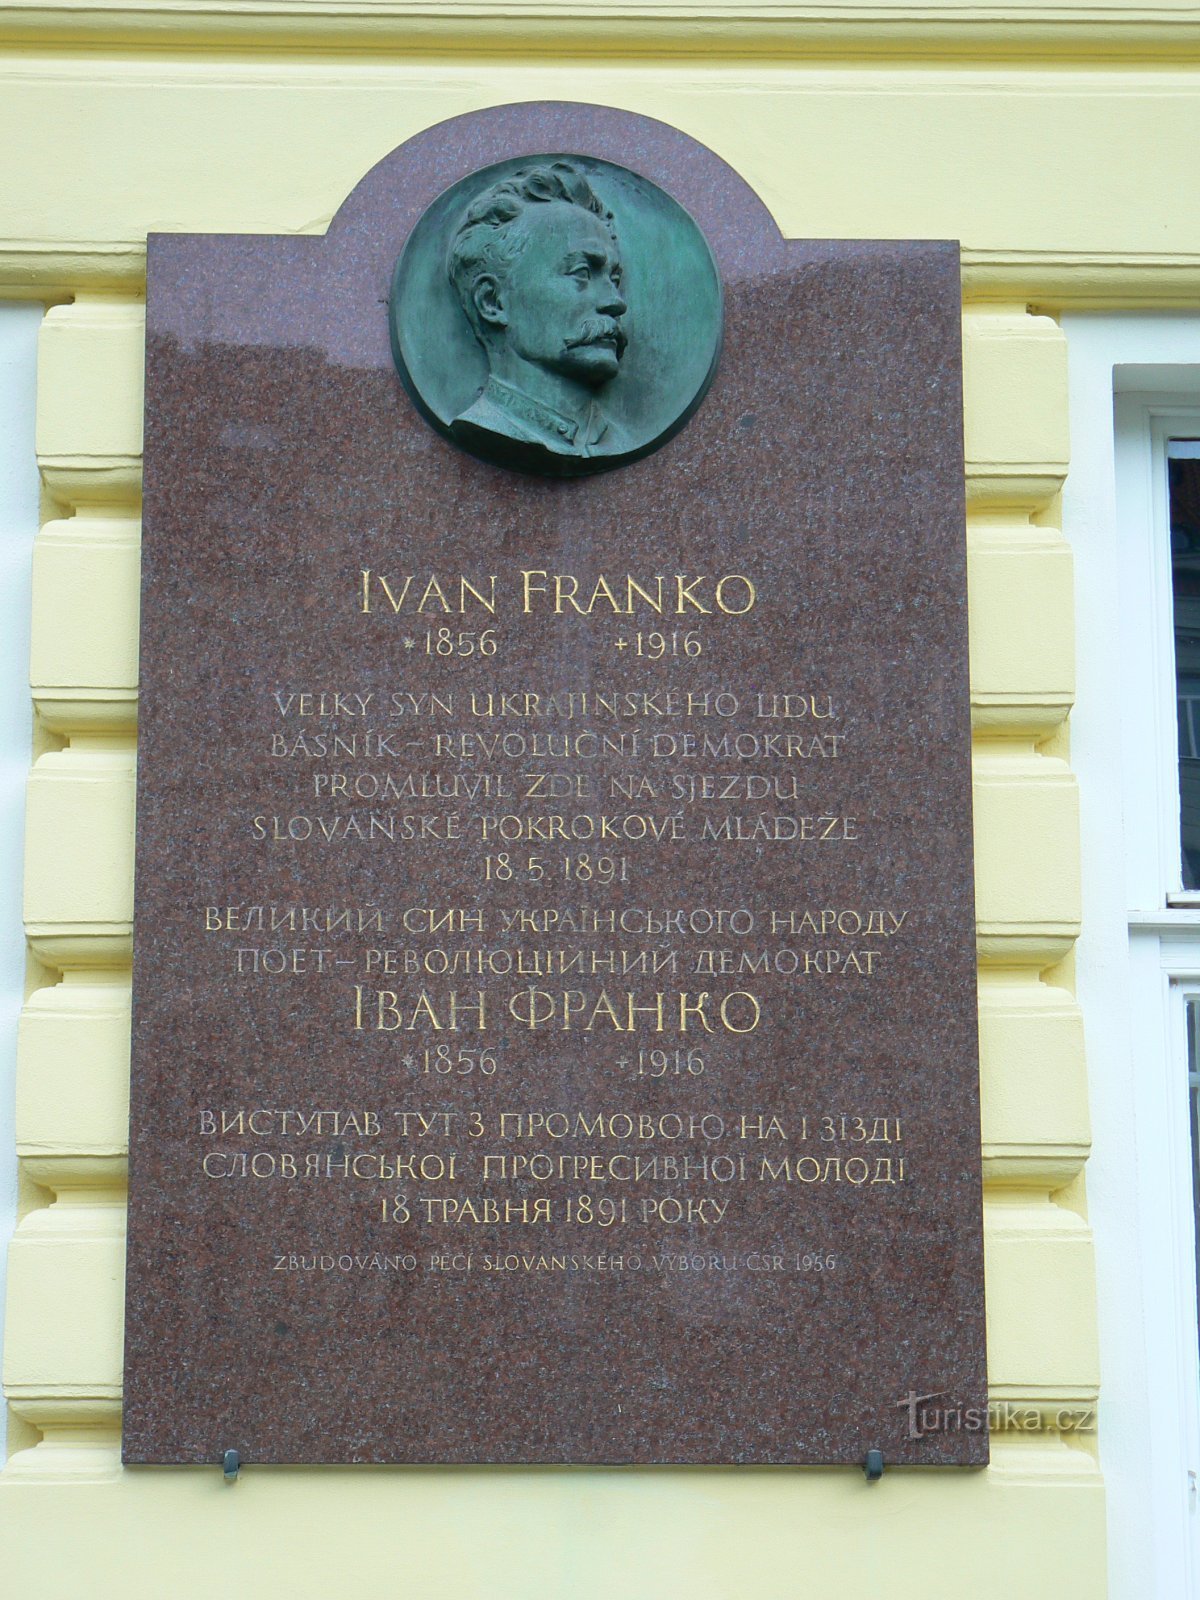 IVAN FRANKO
*1856 +1916
VELKÝ SYN UKRAJINSKÉHO LIDU
BÁSNÍK – REVOLUČNÍ DEMOKRAT
PROMLUVIL ZDE NA SJEZDU
SLOVANSKÉ POKROKOVÉ MLÁDEŽE
18.5.1891
ВЕЛИКИЙ СИН УКРАЇНСЬКОГО НАРОДУ
ПОЕТ – РЕВОЛЮЦІЙНИЙ ДЕМОКРАТ
ІВАН ФРАНКО
*1856 +1916
ВИСТУПАВ ТУТ З ПРОМОВОЮ НА І ЗЇЗДІ
СЛОВЯНСЬКОЇ ПРОГРЕСИВНОЇ МОЛОДІ
18 ТРАВНЯ 1891 РОКУ
ZBUDOVÁNO PÉČÍ SLOVANSKÉHO VÝBORU ČSR 1956
Turistika.cz